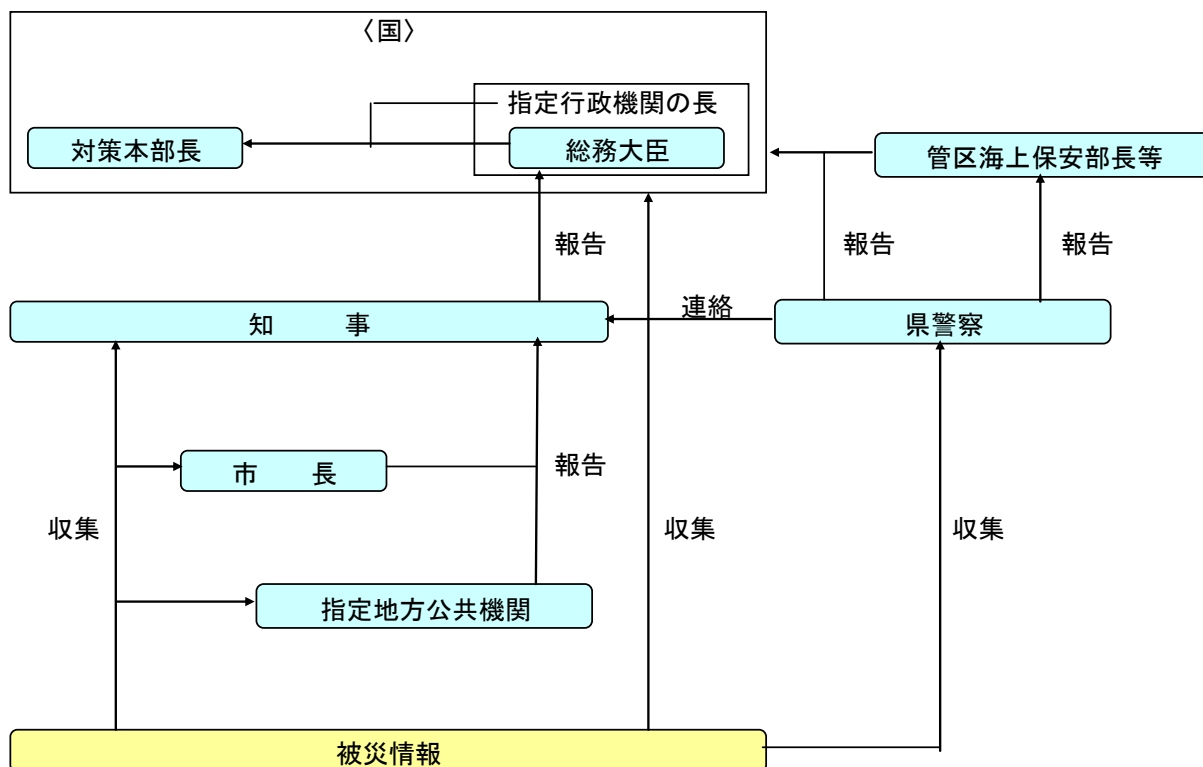 〈国〉
指定行政機関の長
対策本部長
総務大臣
管区海上保安部長等
報告
報告
報告
知　　　事
連絡
県警察
市　　長
報告
収集
収集
収集
指定地方公共機関
被災情報